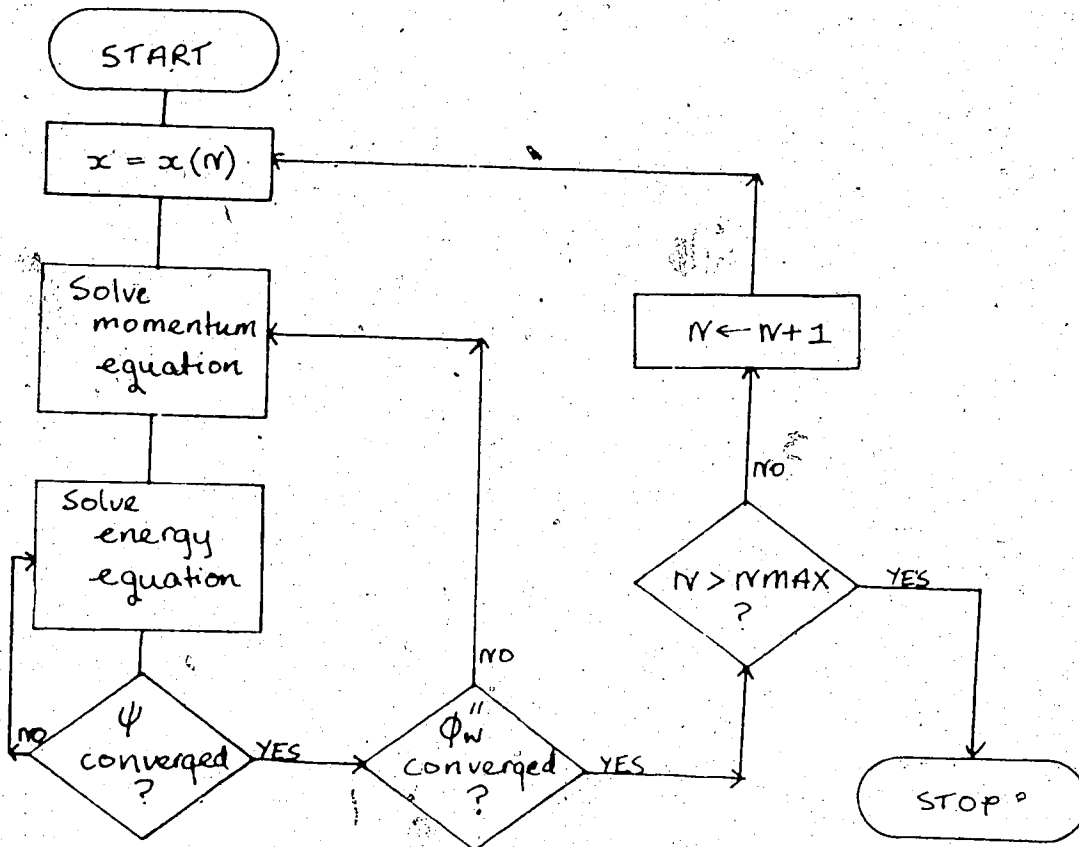 START
x = x(N)
Solve
momentum
equation
Solve
energy
equation
ψ
converged
?
NO
YES
φ''w
converged
?
NO
YES
N > NMAX
?
NO
YES
N ← N + 1
STOP